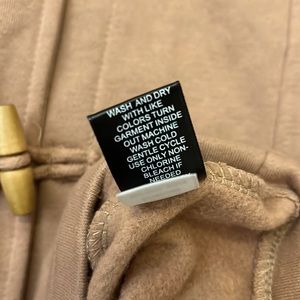 WASH AND DRY
WITH LIKE
COLORS TURN
GARMENT INSIDE
OUT MACHINE
WASH COLD
GENTLE CYCLE
USE ONLY NON-
CHLORINE
BLEACH IF
NEEDED